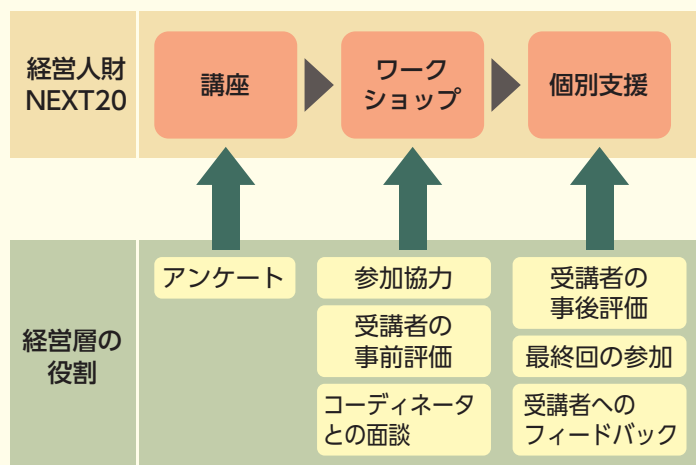 経営人財
NEXT20
講座
ワーク
ショップ
個別支援
経営層の
役割
アンケート
参加協力
受講者の
事前評価
コーディネータ
との面談
受講者の
事後評価
最終回の参加
受講者への
フィードバック